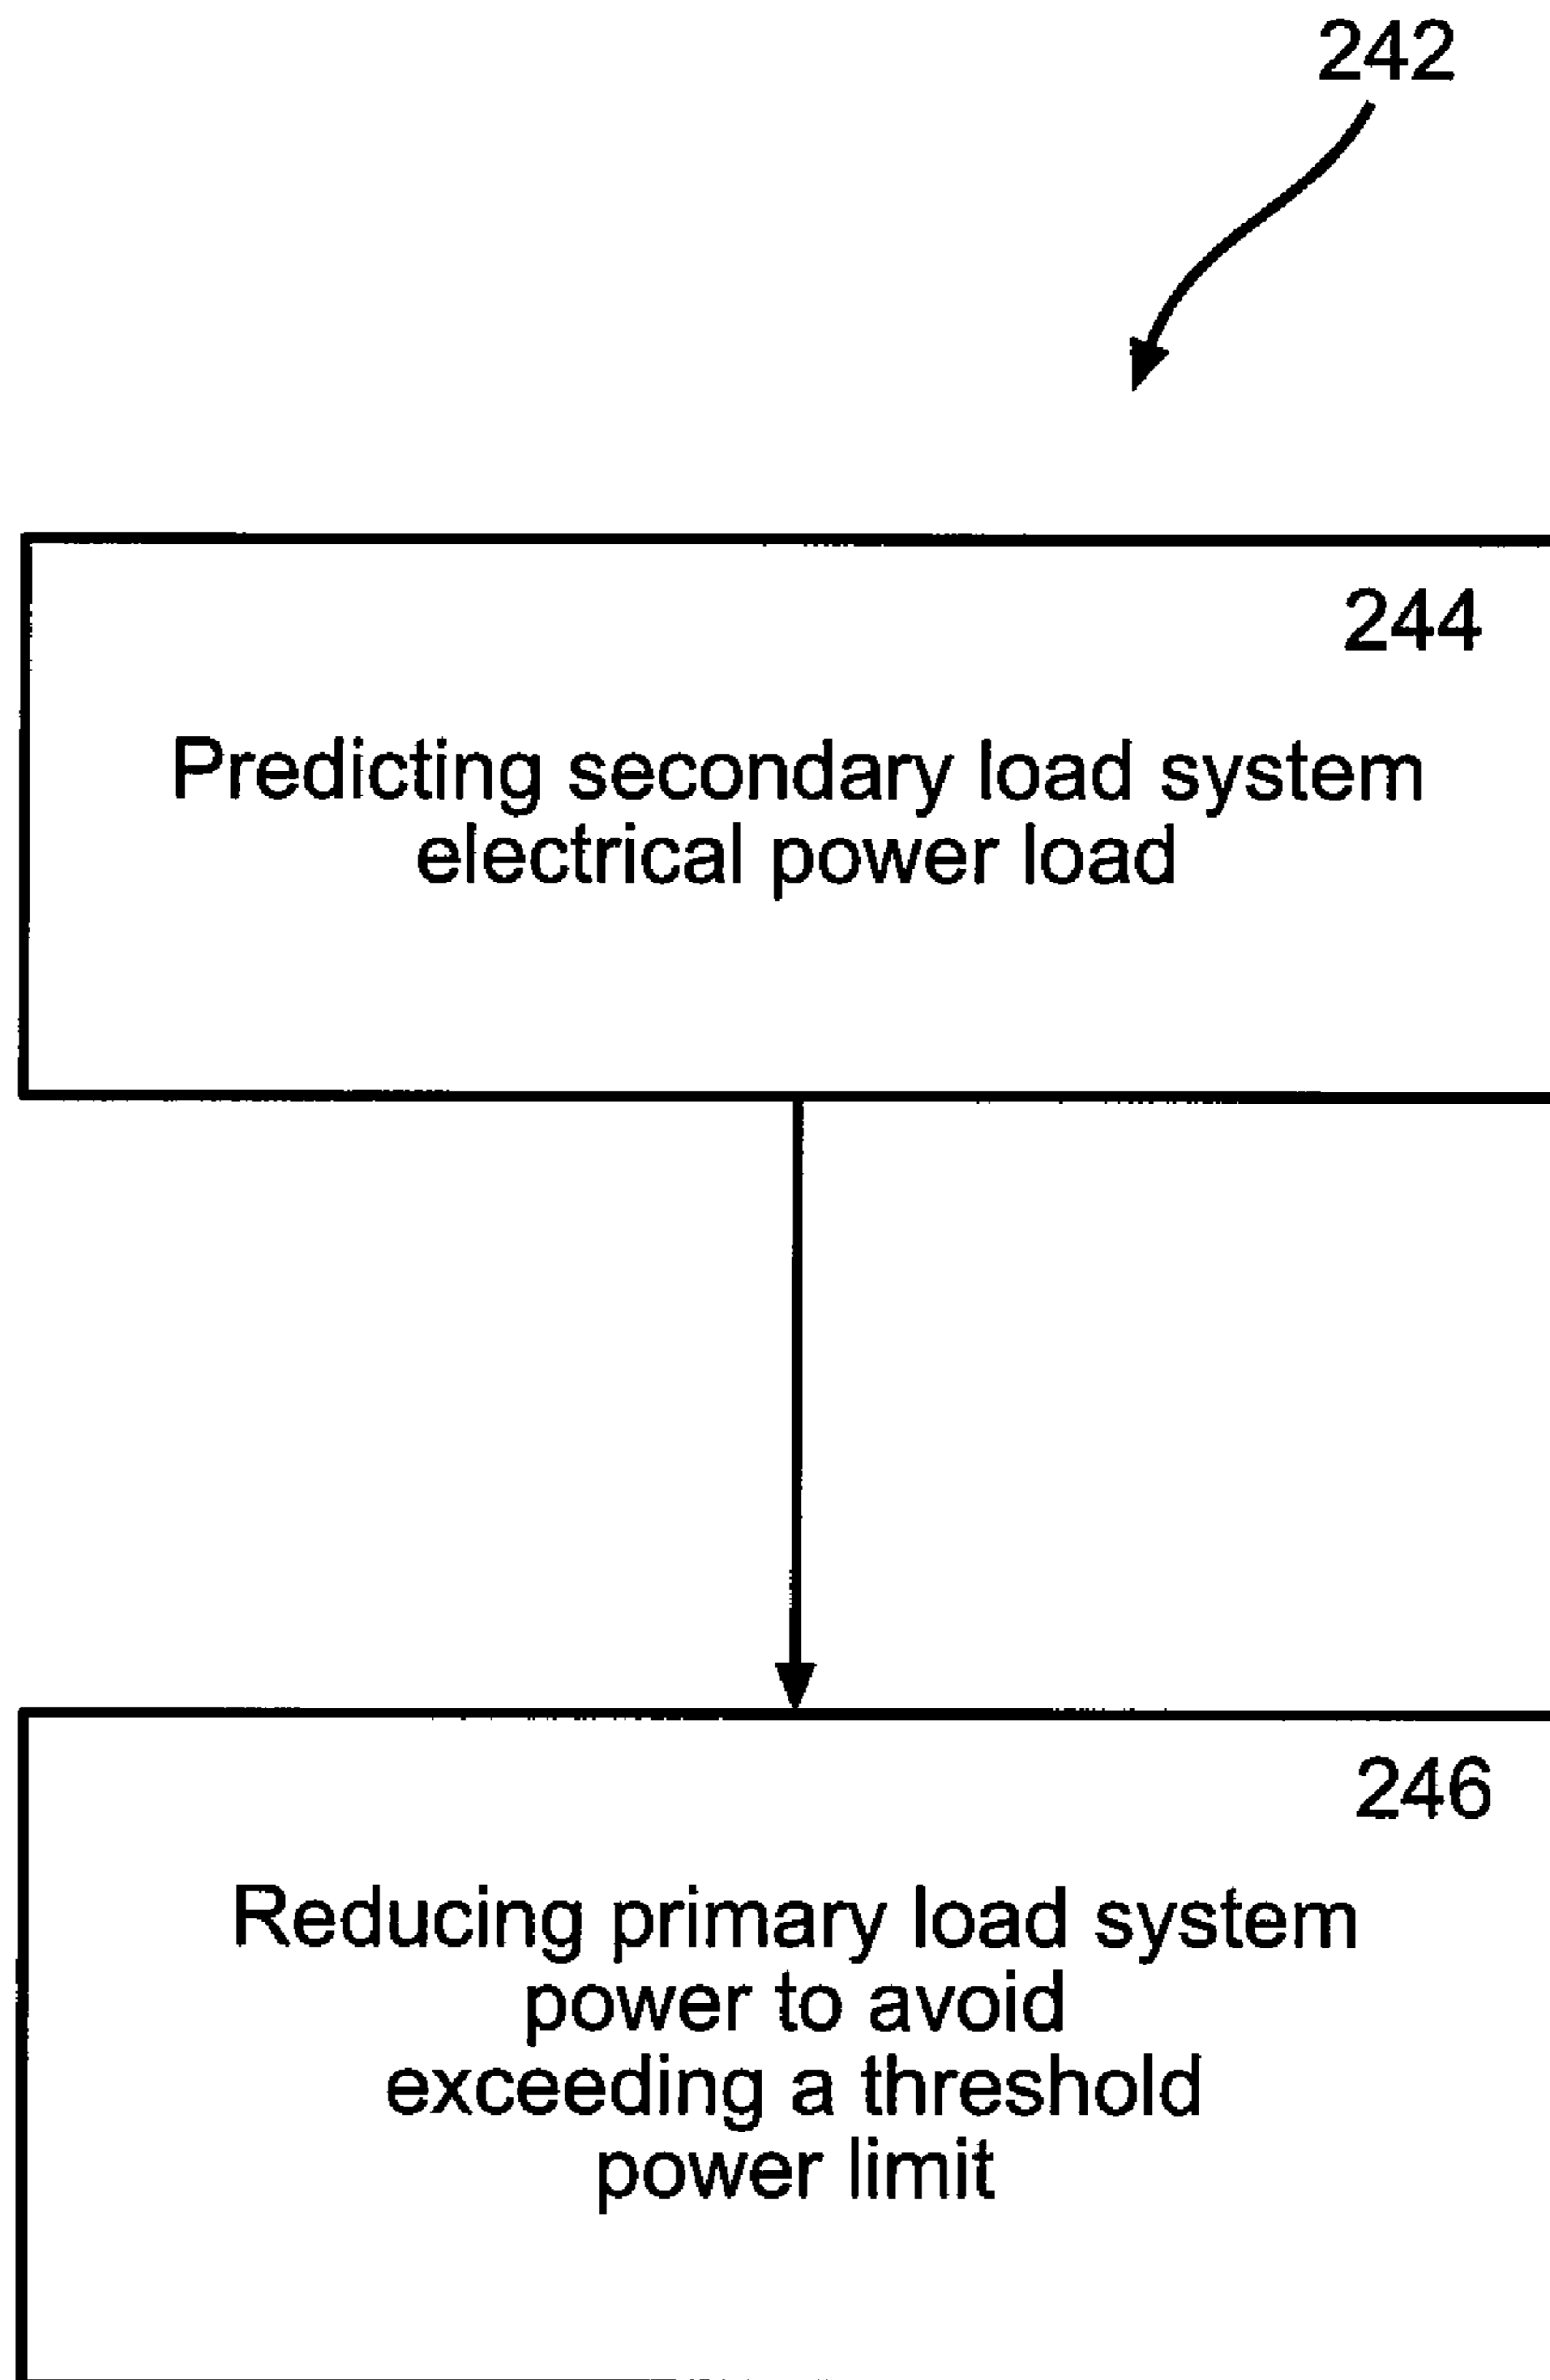 242
244
Predicting secondary load system
electrical power load
246
Reducing primary load system
power to avoid
exceeding a threshold
power limit